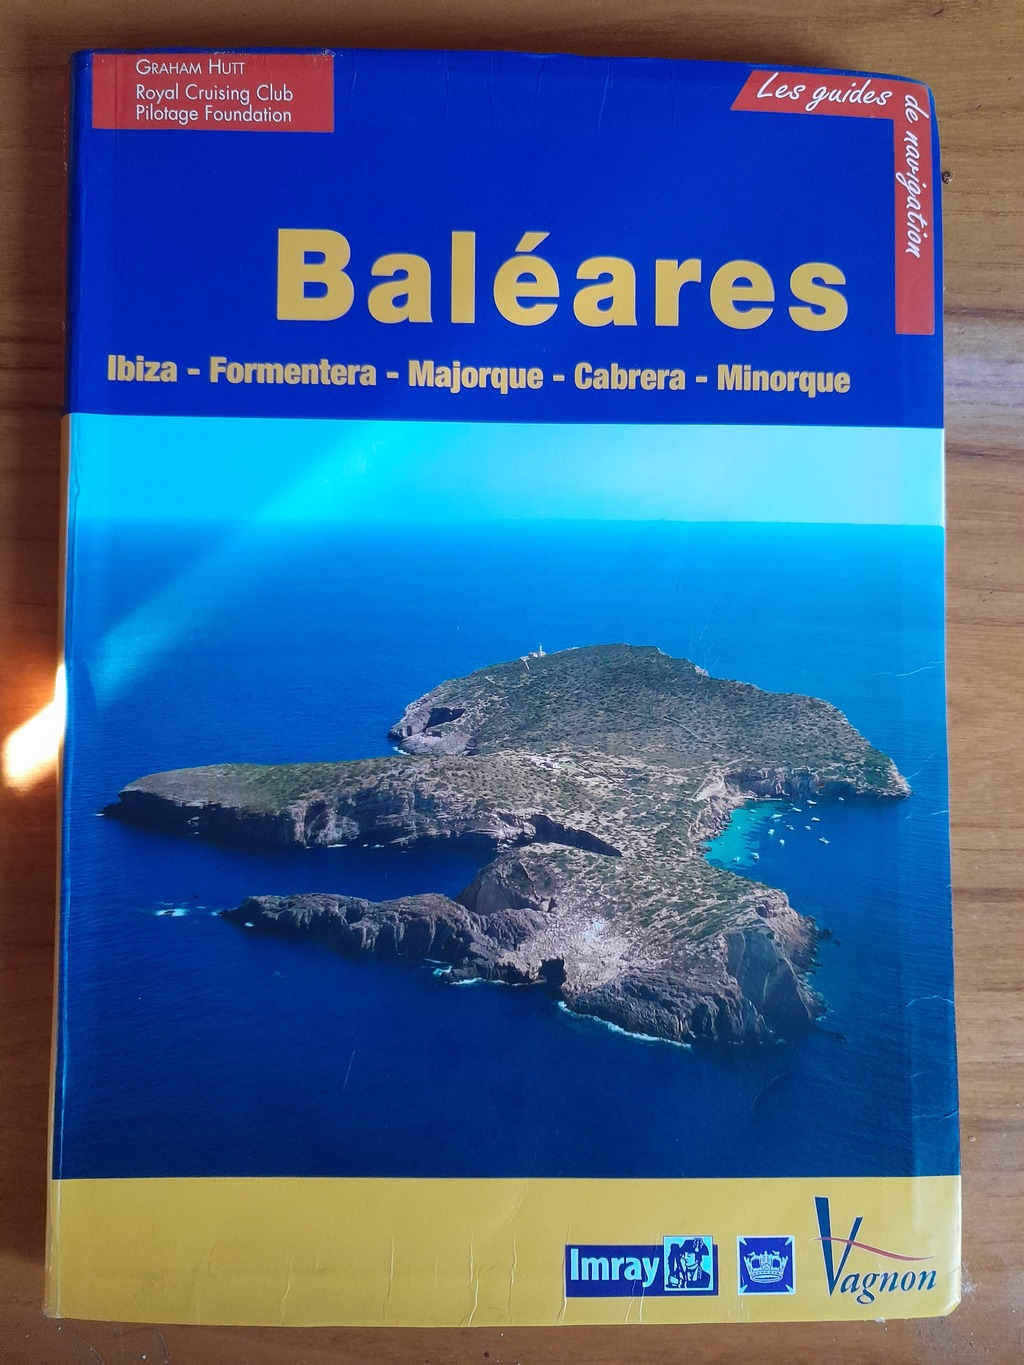 GRAHAM HUTT
Royal Cruising Club
Pilotage Foundation
Les guides de navigation
Baléares
Ibiza - Formentera - Majorque - Cabrera - Minorque
Imray
Vagnon